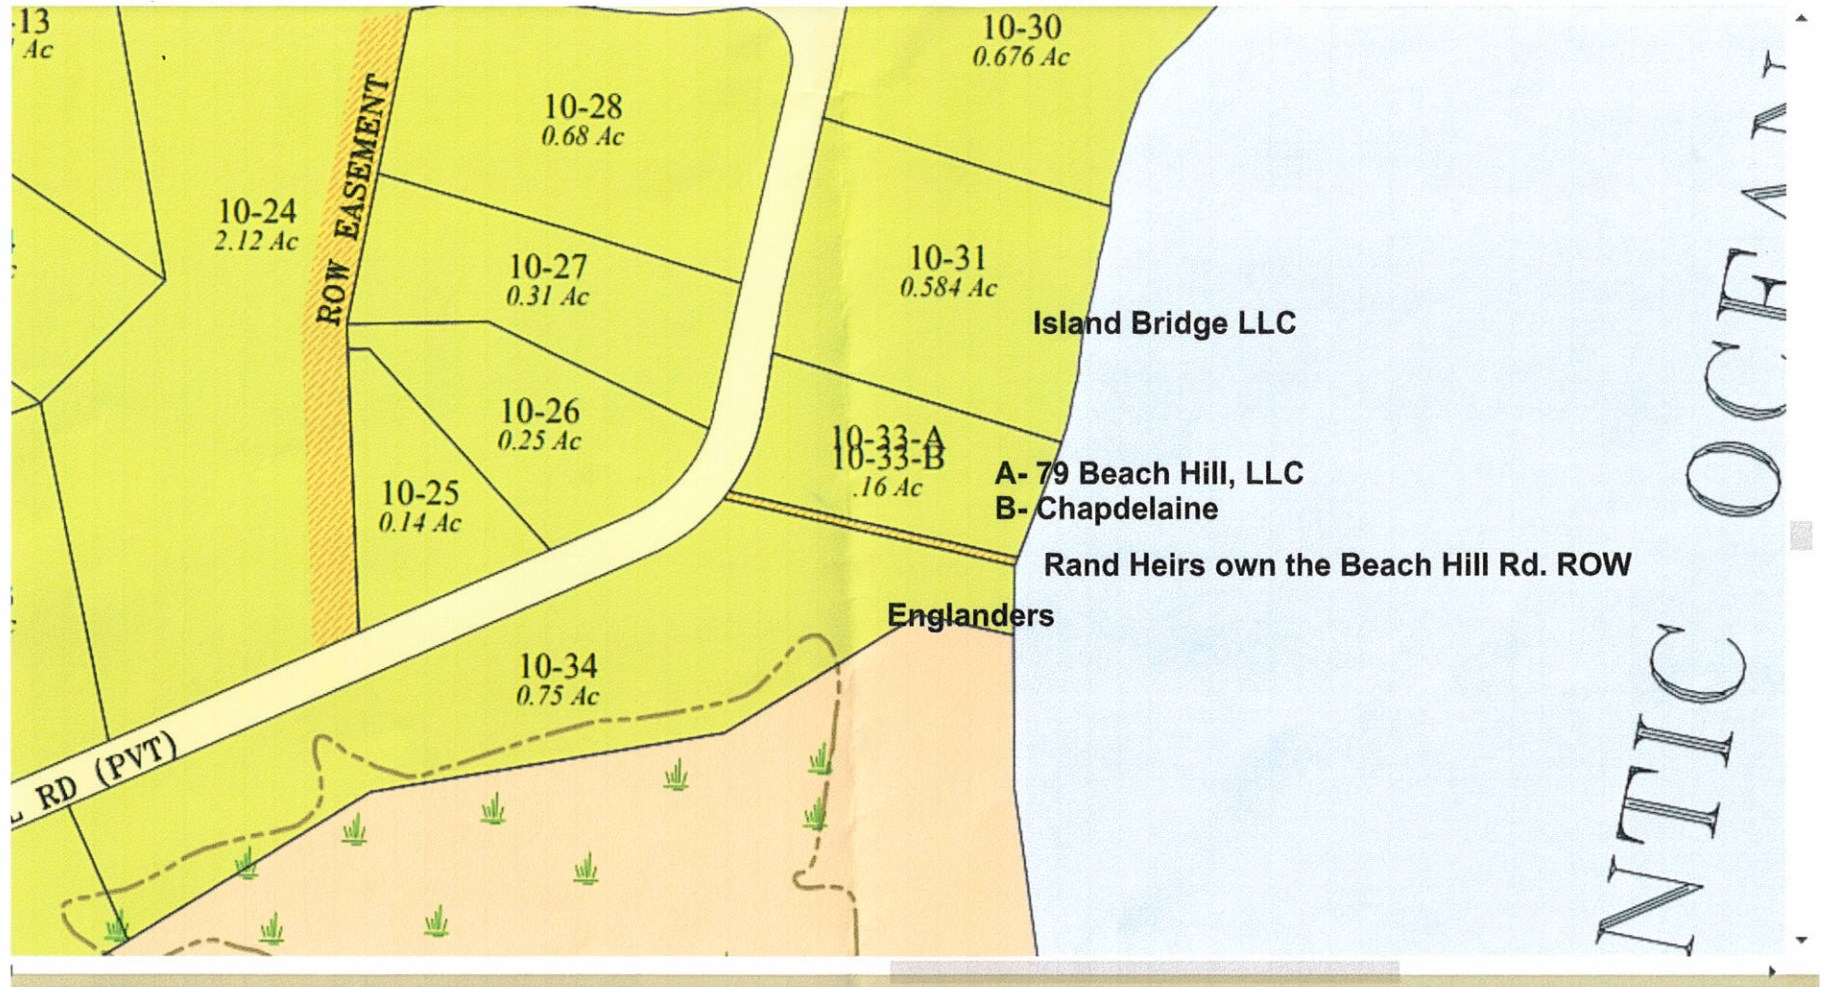 -13
Ac
10-30
0.676 Ac
10-28
0.68 Ac
ROW EASEMENT
10-24
2.12 Ac
10-27
0.31 Ac
10-31
0.584 Ac
Island Bridge LLC
10-26
0.25 Ac
10-33-A
10-33-B
.16 Ac
A- 79 Beach Hill, LLC
B- Chapdelaine
10-25
0.14 Ac
Rand Heirs own the Beach Hill Rd. ROW
Englanders
10-34
0.75 Ac
RD (PVT)
NTIC OCEAN